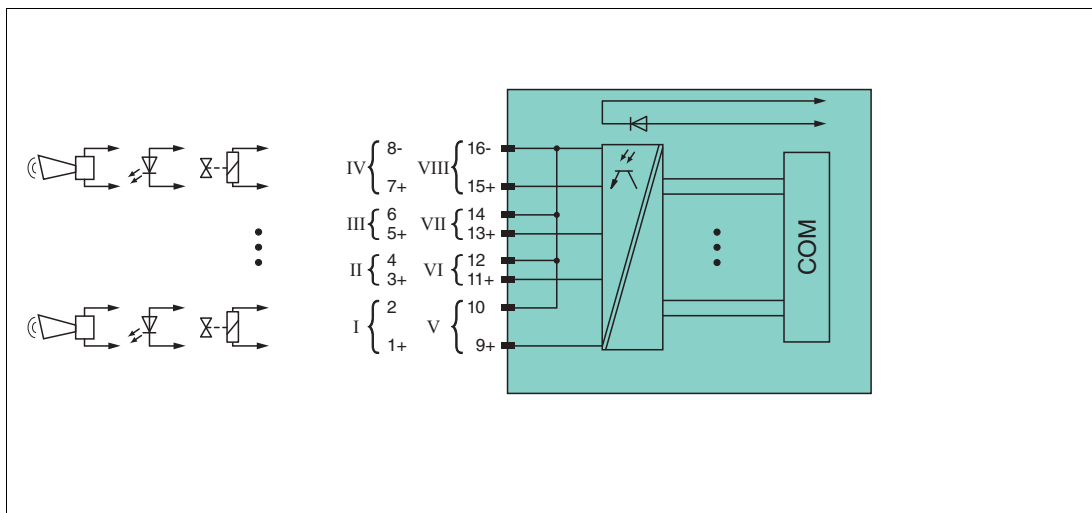 IV 8- VIII 16-
7+ 15+
III 6 VII 14
5+ 13+
II 4 VI 12
3+ 11+
I 2 V 10
1+ 9+
COM